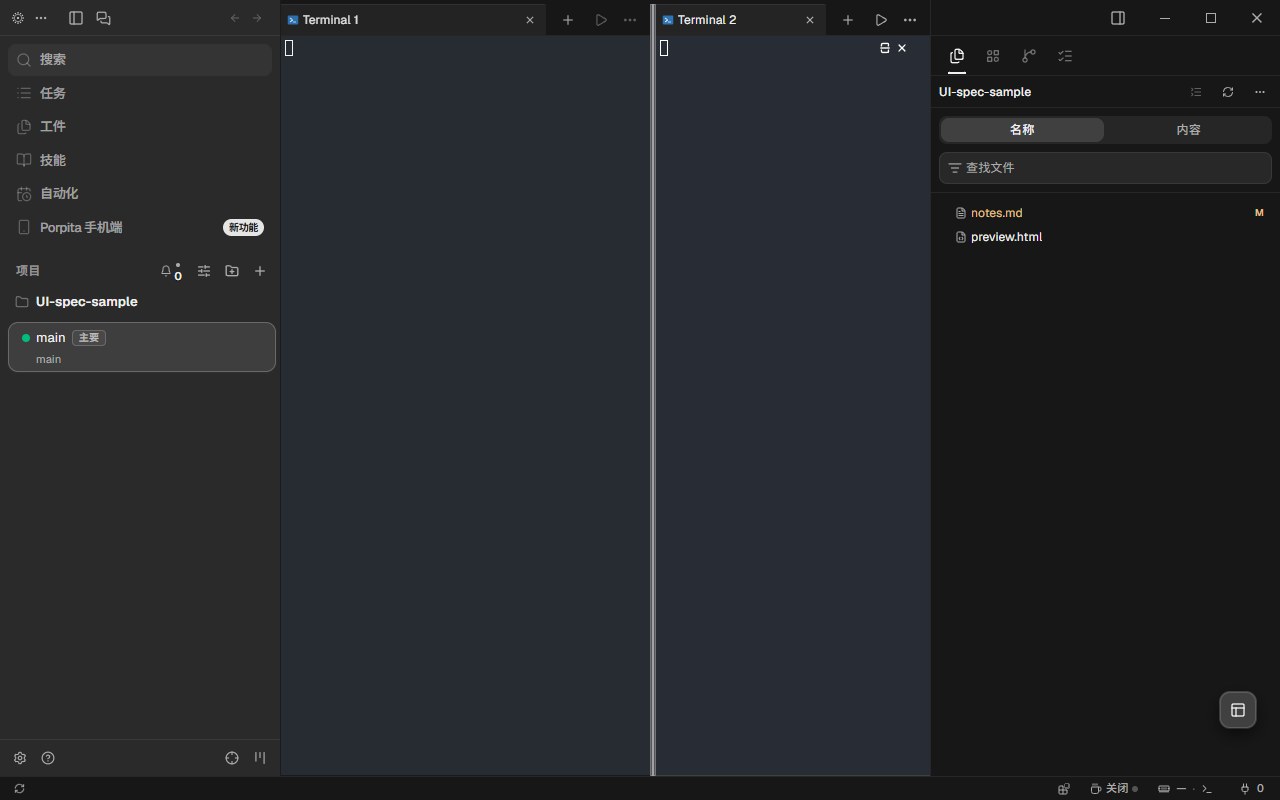 Terminal 1
Terminal 2
搜索
任务
工件
技能
自动化
Porpita 手机端
新功能
项目
0
UI-spec-sample
main 主要
main
UI-spec-sample
名称
内容
查找文件
notes.md
M
preview.html
关闭
0